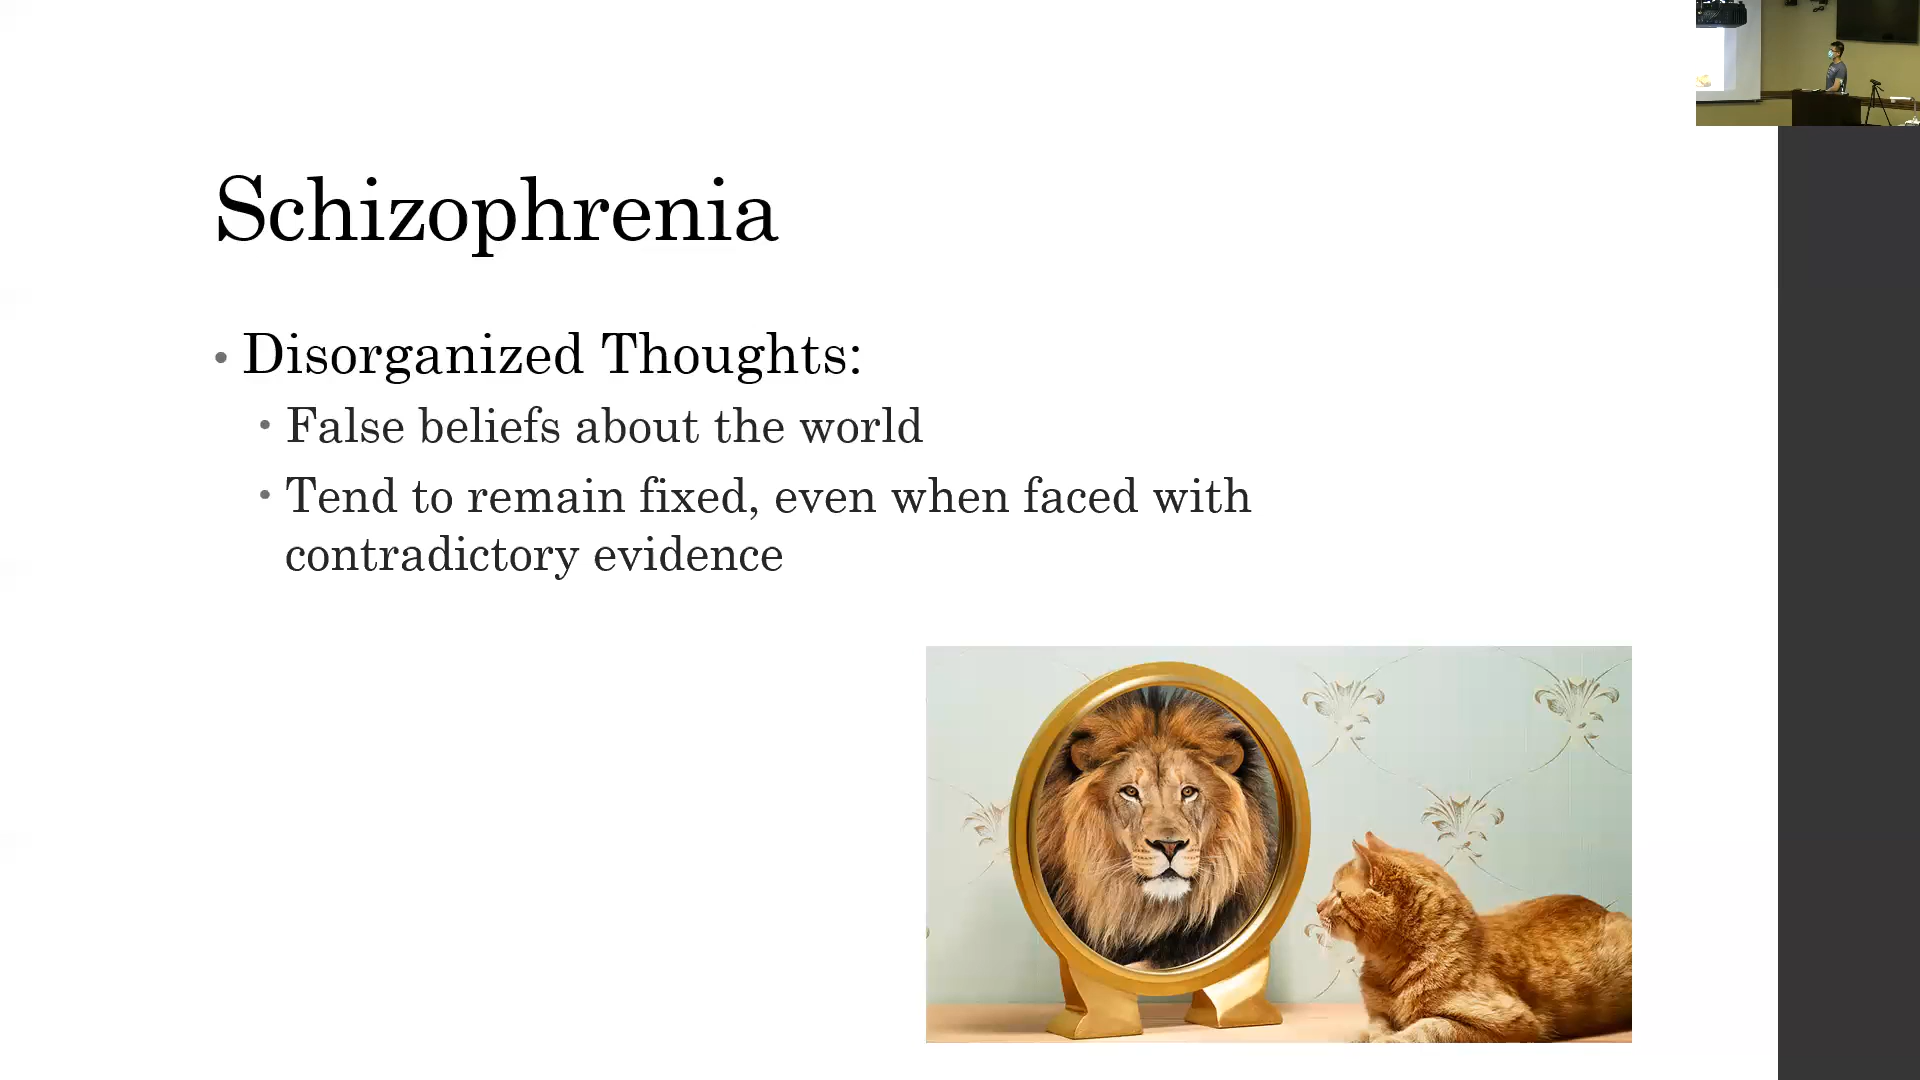 Schizophrenia
• Disorganized Thoughts:
• False beliefs about the world
• Tend to remain fixed, even when faced with
contradictory evidence